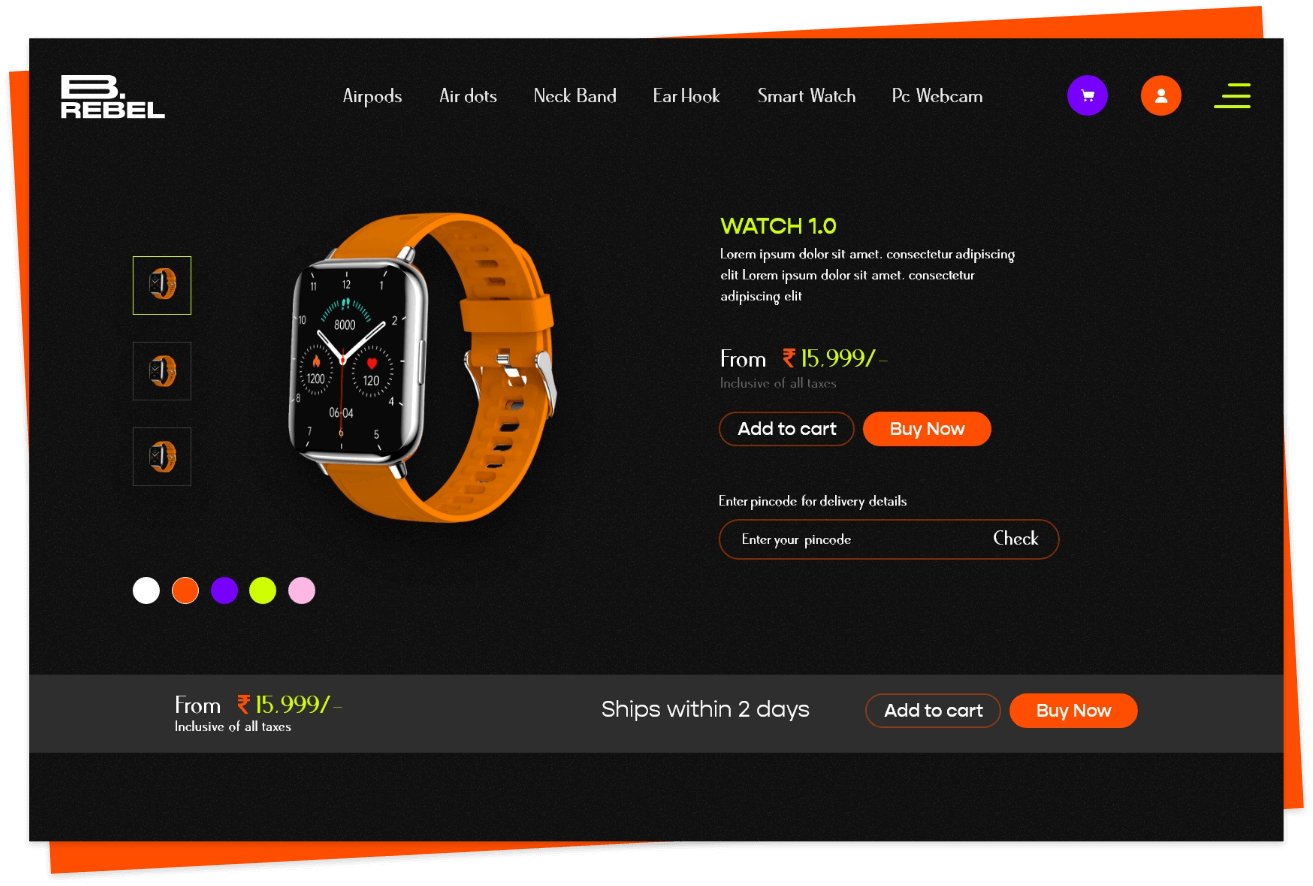 B.
REBEL
Airpods Air dots Neck Band Ear Hook Smart Watch Pc Webcam
WATCH 1.0
Lorem ipsum dolor sit amet. consectetur adipiscing
elit Lorem ipsum dolor sit amet. consectetur
adipiscing elit
11 12 1
10 8000 2
1200 120
8 4
06-04
7 6 5
From ₹ 15.999/-
Inclusive of all taxes
Add to cart Buy Now
Enter pincode for delivery details
Enter your pincode Check
From ₹ 15.999/-
Inclusive of all taxes
Ships within 2 days
Add to cart Buy Now